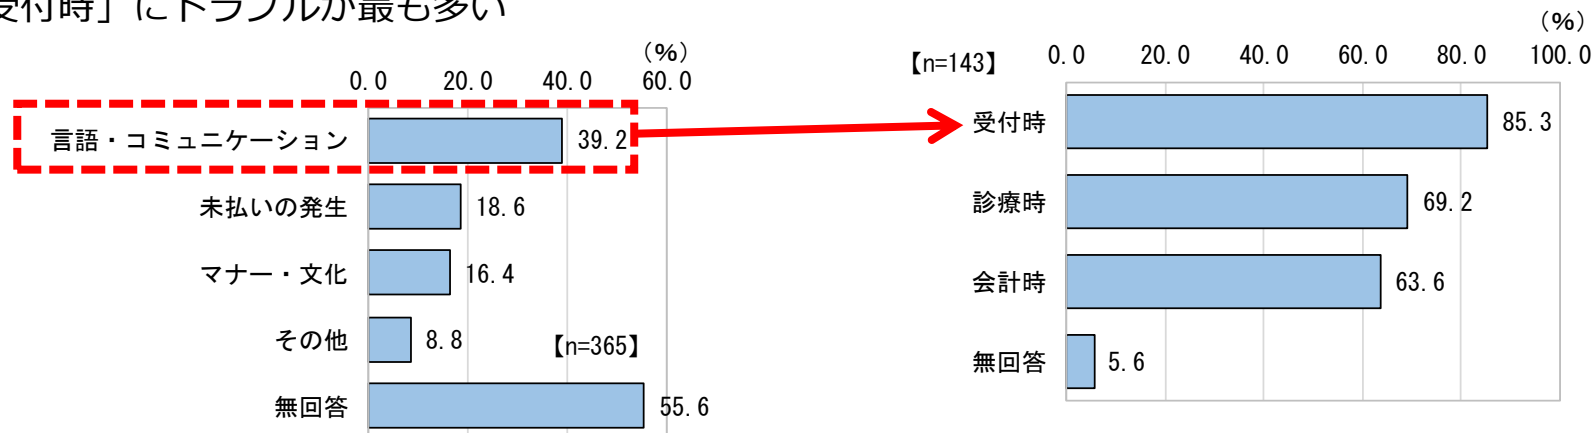 受付時」にトラブルが最も多い
（%）
0.0 20.0 40.0 60.0
言語・コミュニケーション 39.2
未払いの発生 18.6
マナー・文化 16.4
その他 8.8
【n=365】
無回答 55.6
（%）
【n=143】
0.0 20.0 40.0 60.0 80.0 100.0
受付時 85.3
診療時 69.2
会計時 63.6
無回答 5.6